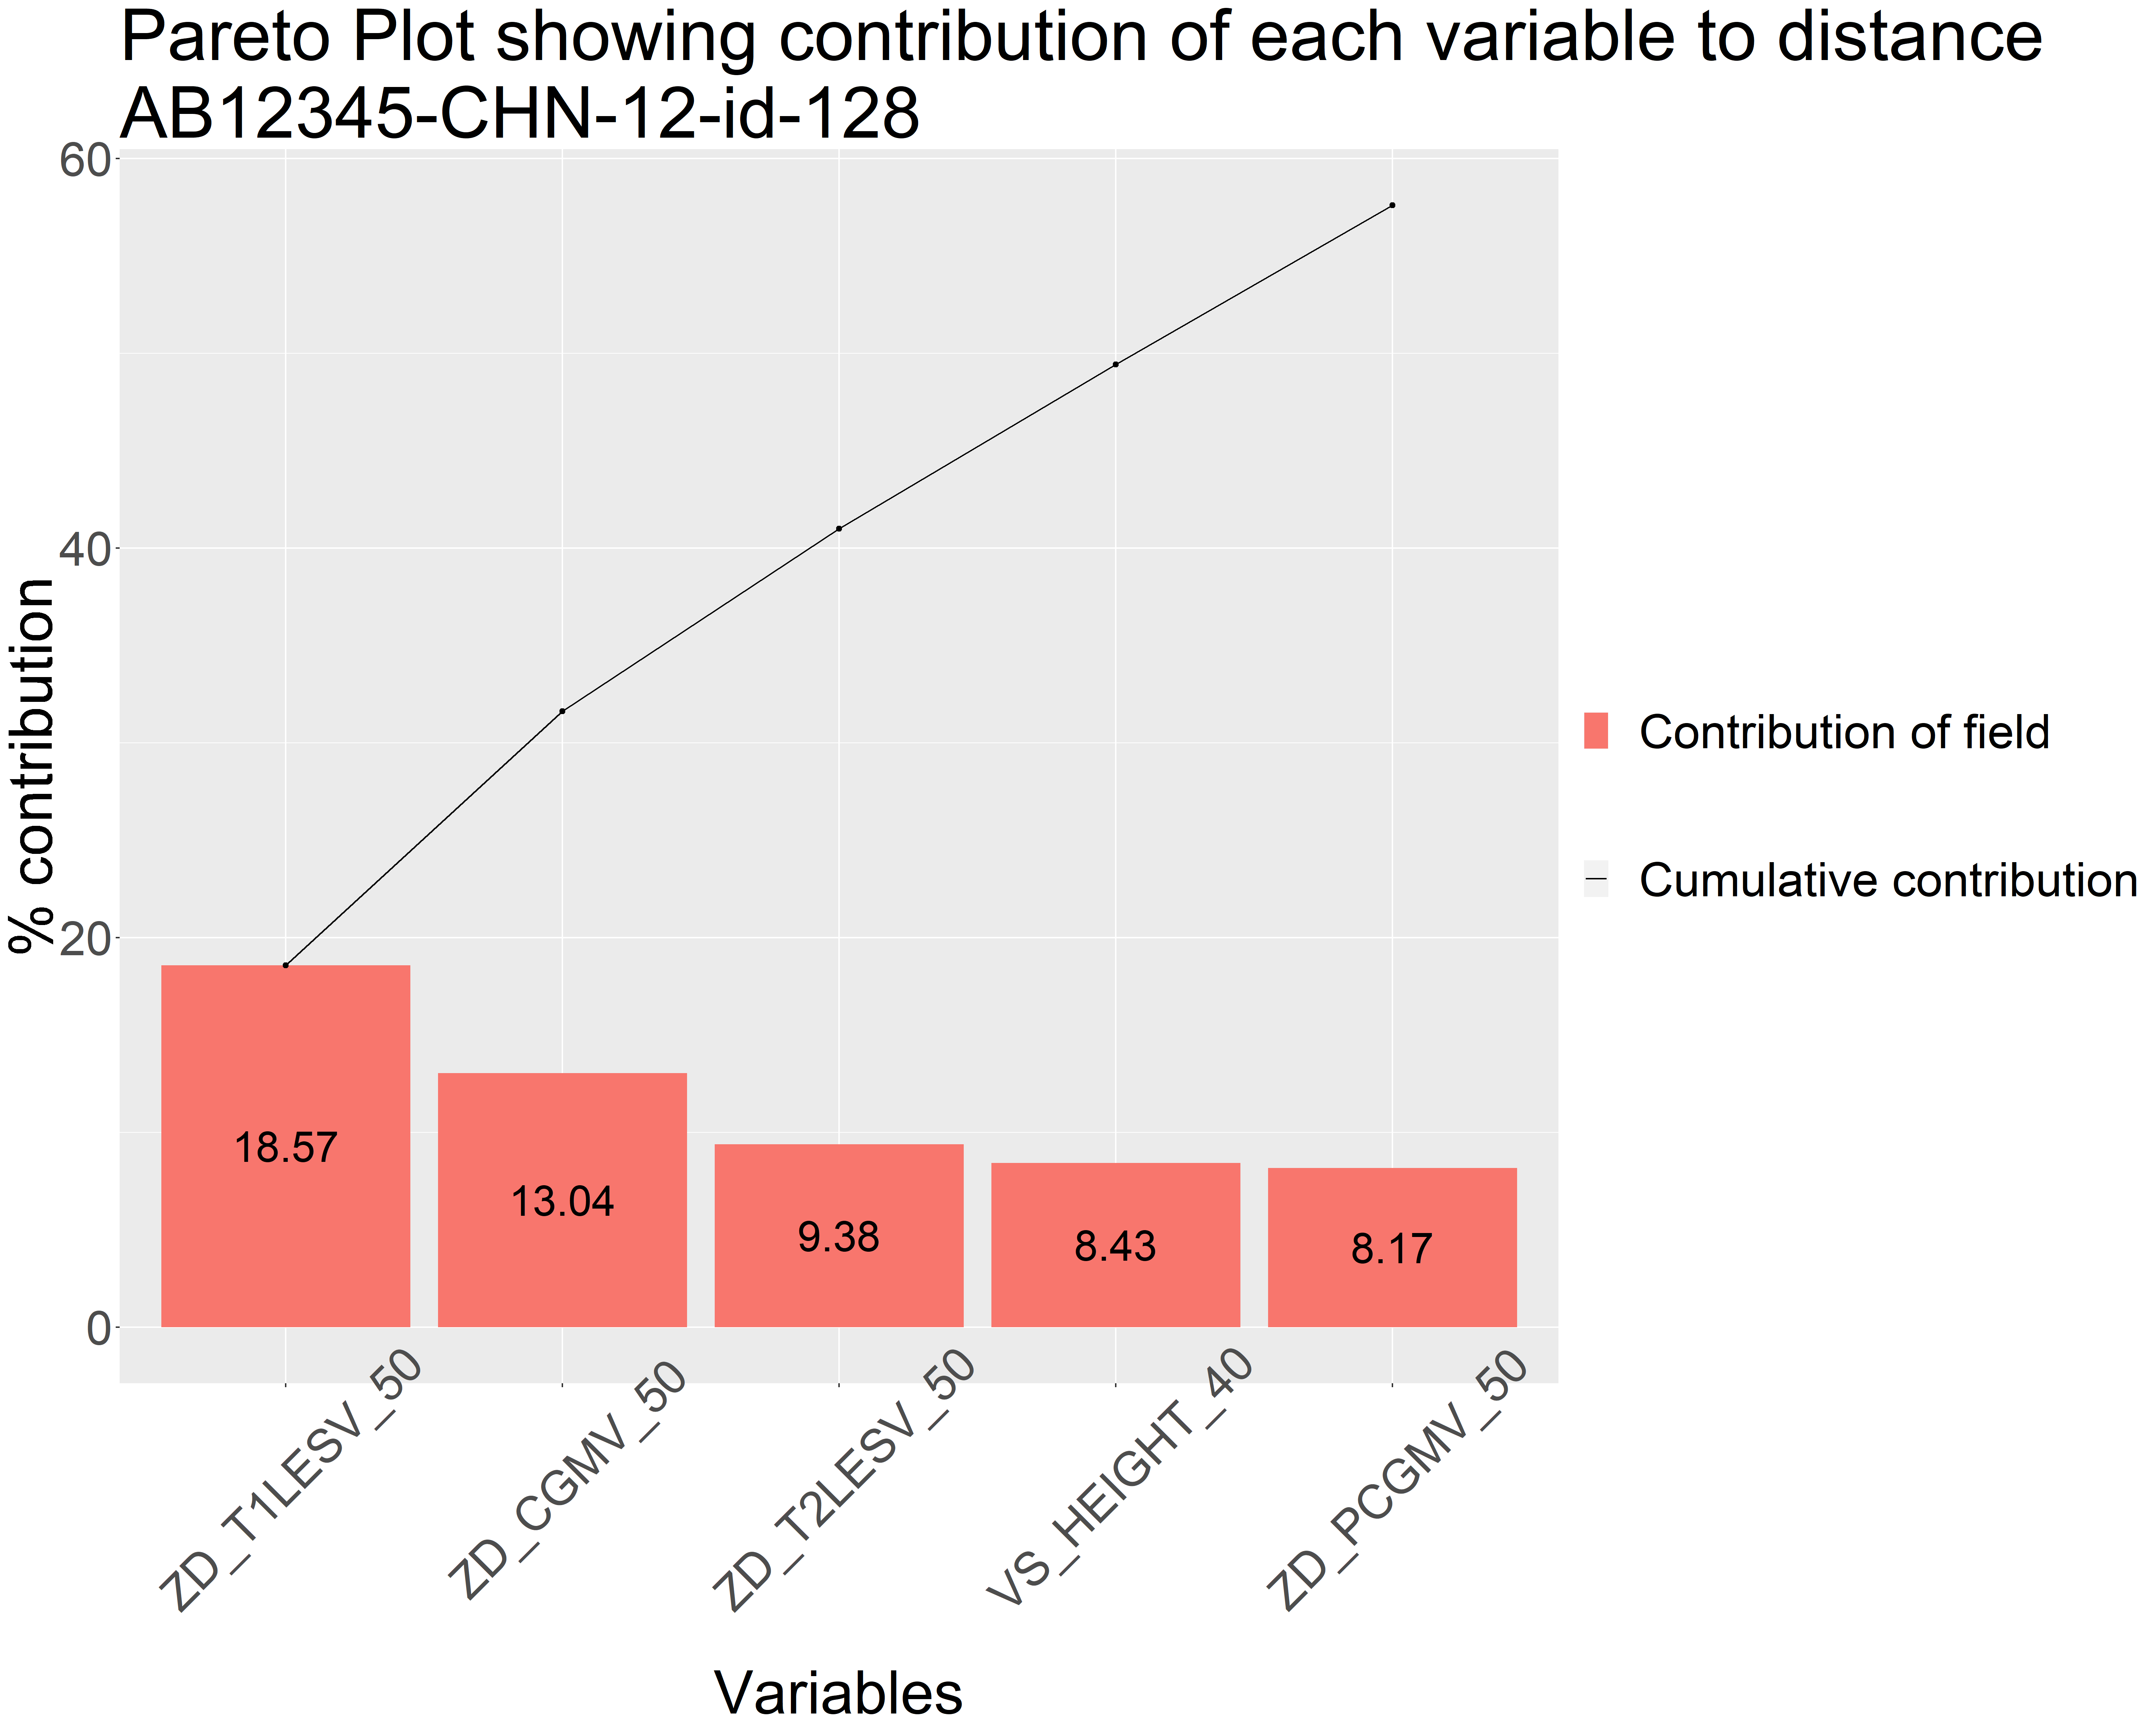 Pareto Plot showing contribution of each variable to distance
AB12345-CHN-12-id-128
% contribution
60
40
20
0
18.57
13.04
9.38
8.43
8.17
ZD_T1LESV_50
ZD_CGMV_50
ZD_T2LESV_50
VS_HEIGHT_40
ZD_PCGMV_50
Variables
Contribution of field
Cumulative contribution